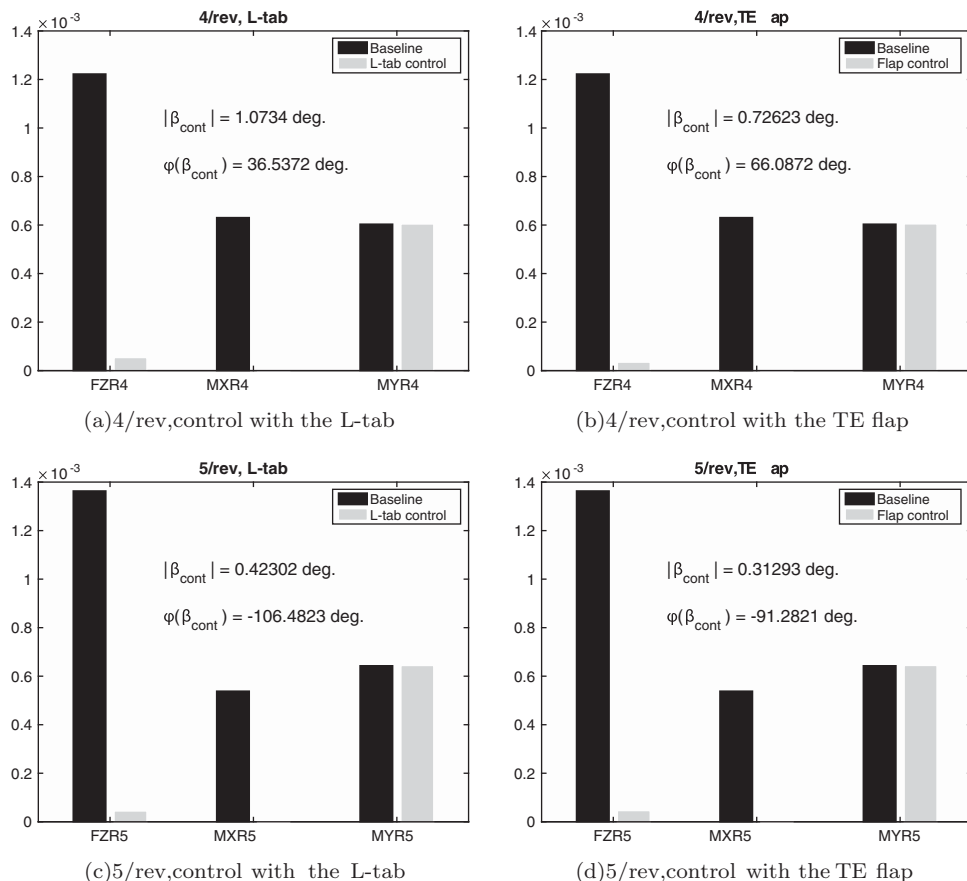 4/rev, L-tab
× 10⁻³
1.4
1.2
1
0.8
0.6
0.4
0.2
0
Baseline
L-tab control
|β_cont| = 1.0734 deg.
φ(β_cont) = 36.5372 deg.
FZR4 MXR4 MYR4
(a)4/rev,control with the L-tab
4/rev,TE ap
× 10⁻³
1.4
1.2
1
0.8
0.6
0.4
0.2
0
Baseline
Flap control
|β_cont| = 0.72623 deg.
φ(β_cont) = 66.0872 deg.
FZR4 MXR4 MYR4
(b)4/rev,control with the TE flap
5/rev, L-tab
× 10⁻³
1.4
1.2
1
0.8
0.6
0.4
0.2
0
Baseline
L-tab control
|β_cont| = 0.42302 deg.
φ(β_cont) = -106.4823 deg.
FZR5 MXR5 MYR5
(c)5/rev,control with the L-tab
5/rev,TE ap
× 10⁻³
1.4
1.2
1
0.8
0.6
0.4
0.2
0
Baseline
Flap control
|β_cont| = 0.31293 deg.
φ(β_cont) = -91.2821 deg.
FZR5 MXR5 MYR5
(d)5/rev,control with the TE flap